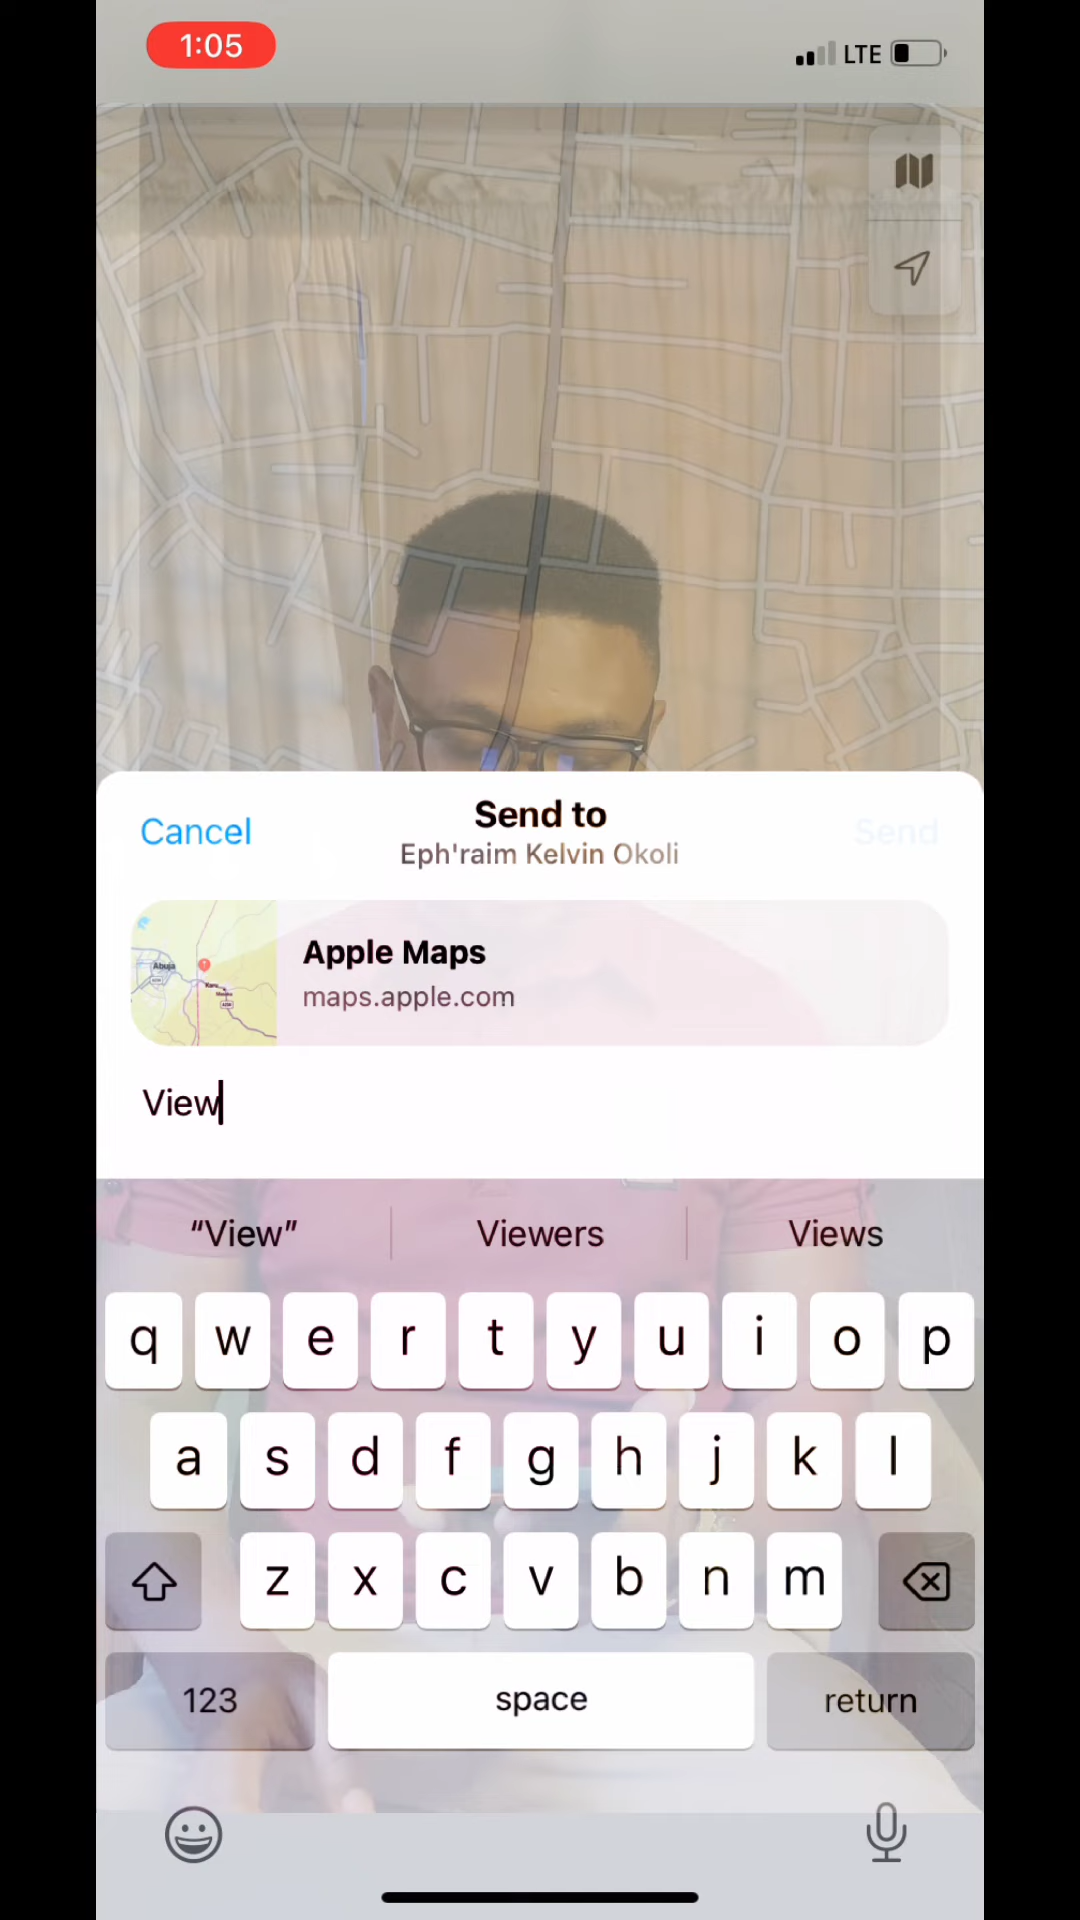 1:05
LTE
Cancel
Send to
Send
Eph'raim Kelvin Okoli
Abuja
Apple Maps
maps.apple.com
View
“View”
Viewers
Views
q w e r t y u i o p
a s d f g h j k l
z x c v b n m
123
space
return